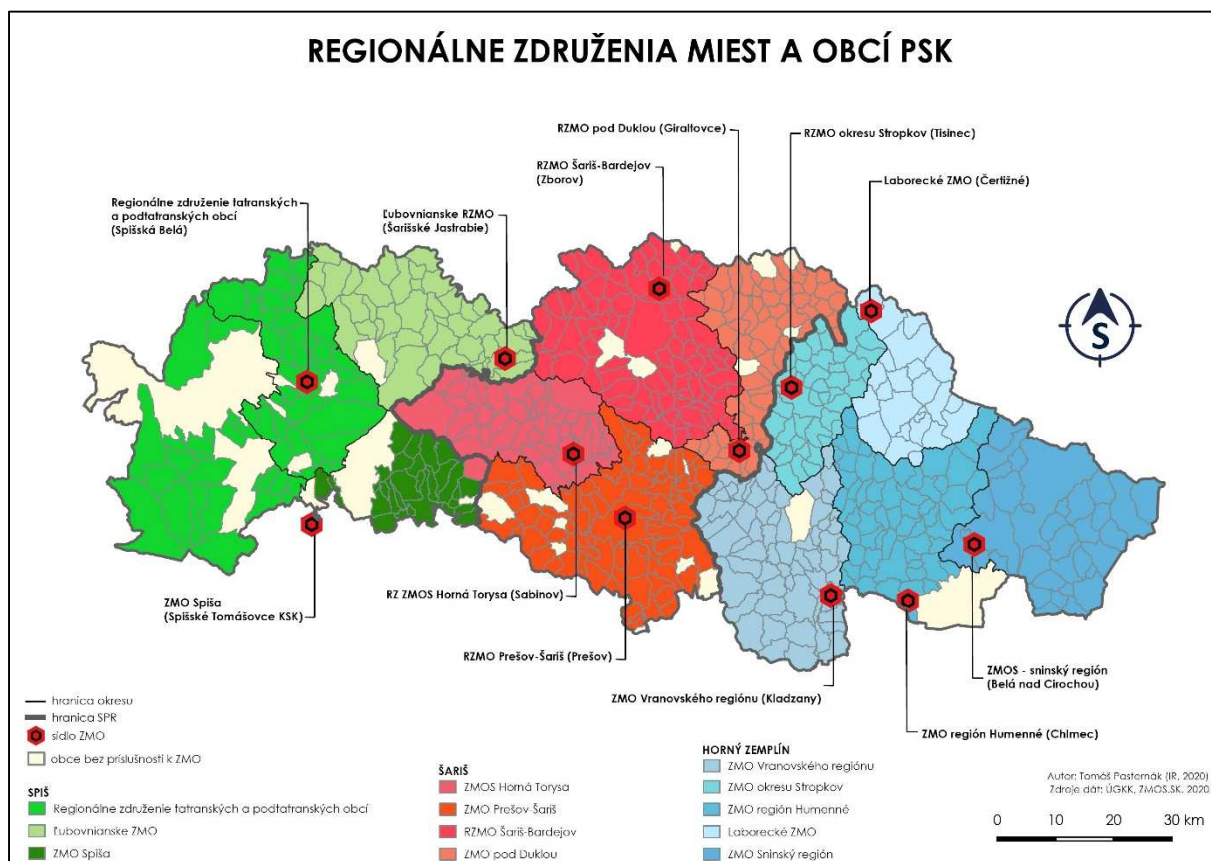 REGIONÁLNE ZDRUŽENIA MIEST A OBCÍ PSK
RZMO pod Duklou (Giraltovce)
RZMO okresu Stropkov (Tisinec)
RZMO Šariš-Bardejov
(Zborov)
Laborecké ZMO (Čertižné)
Regionálne združenie tatranských
a podtatranských obcí
(Spišská Belá)
Ľubovnianske RZMO
(Šarišské Jastrabie)
S
ZMO Spiša
(Spišské Tomášovce KSK)
RZ ZMOS Horná Torysa (Sabinov)
RZMO Prešov-Šariš (Prešov)
ZMO Vranovského regiónu (Kladzany)
ZMOS - sninský región
(Belá nad Cirochou)
ZMO región Humenné (Chlmec)
hranica okresu
hranica SPR
sídlo ZMO
obce bez príslušnosti k ZMO
SPIŠ
Regionálne združenie tatranských a podtatranských obcí
Ľubovnianske ZMO
ZMO Spiša
ŠARIŠ
ZMOS Horná Torysa
ZMO Prešov-Šariš
RZMO Šariš-Bardejov
ZMO pod Duklou
HORNÝ ZEMPLÍN
ZMO Vranovského regiónu
ZMO okresu Stropkov
ZMO región Humenné
Laborecké ZMO
ZMO Sninský región
Autor: Tomáš Pasternák (IR, 2020)
Zdroje dát: ÚGKK, ZMOS.SK, 2020
0 10 20 30 km